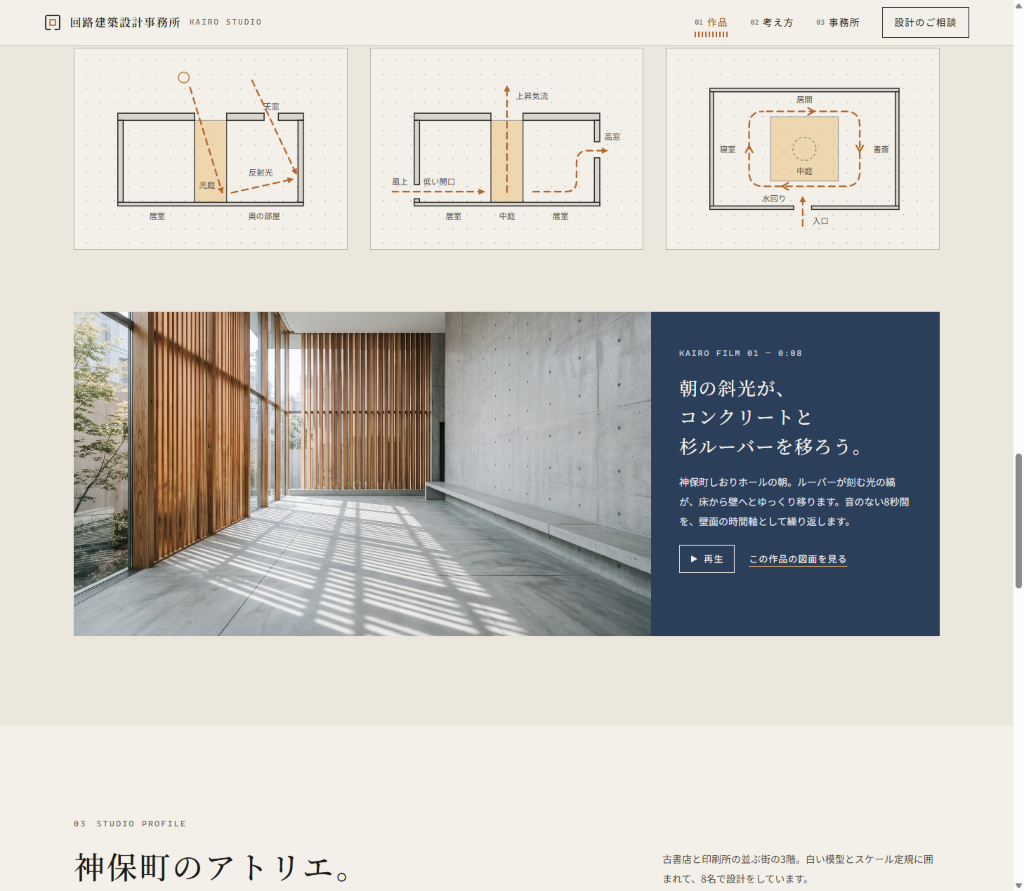 回路建築設計事務所 KAIRO STUDIO
01 作品
02 考え方
03 事務所
設計のご相談
天窓
反射光
光庭
居室
奥の部屋
上昇気流
高窓
風上
低い開口
居室
中庭
居室
居間
寝室
書斎
中庭
水回り
入口
KAIRO FILM 01 — 0:08
朝の斜光が、
コンクリートと
杉ルーバーを移ろう。
神保町しおりホールの朝。ルーバーが刻む光の縞
が、床から壁へとゆっくり移ります。音のない8秒間
を、壁面の時間軸として繰り返します。
▶ 再生
この作品の図面を見る
03 STUDIO PROFILE
神保町のアトリエ。
古書店と印刷所の並ぶ街の3階。白い模型とスケール定規に囲
まれて、8名で設計をしています。